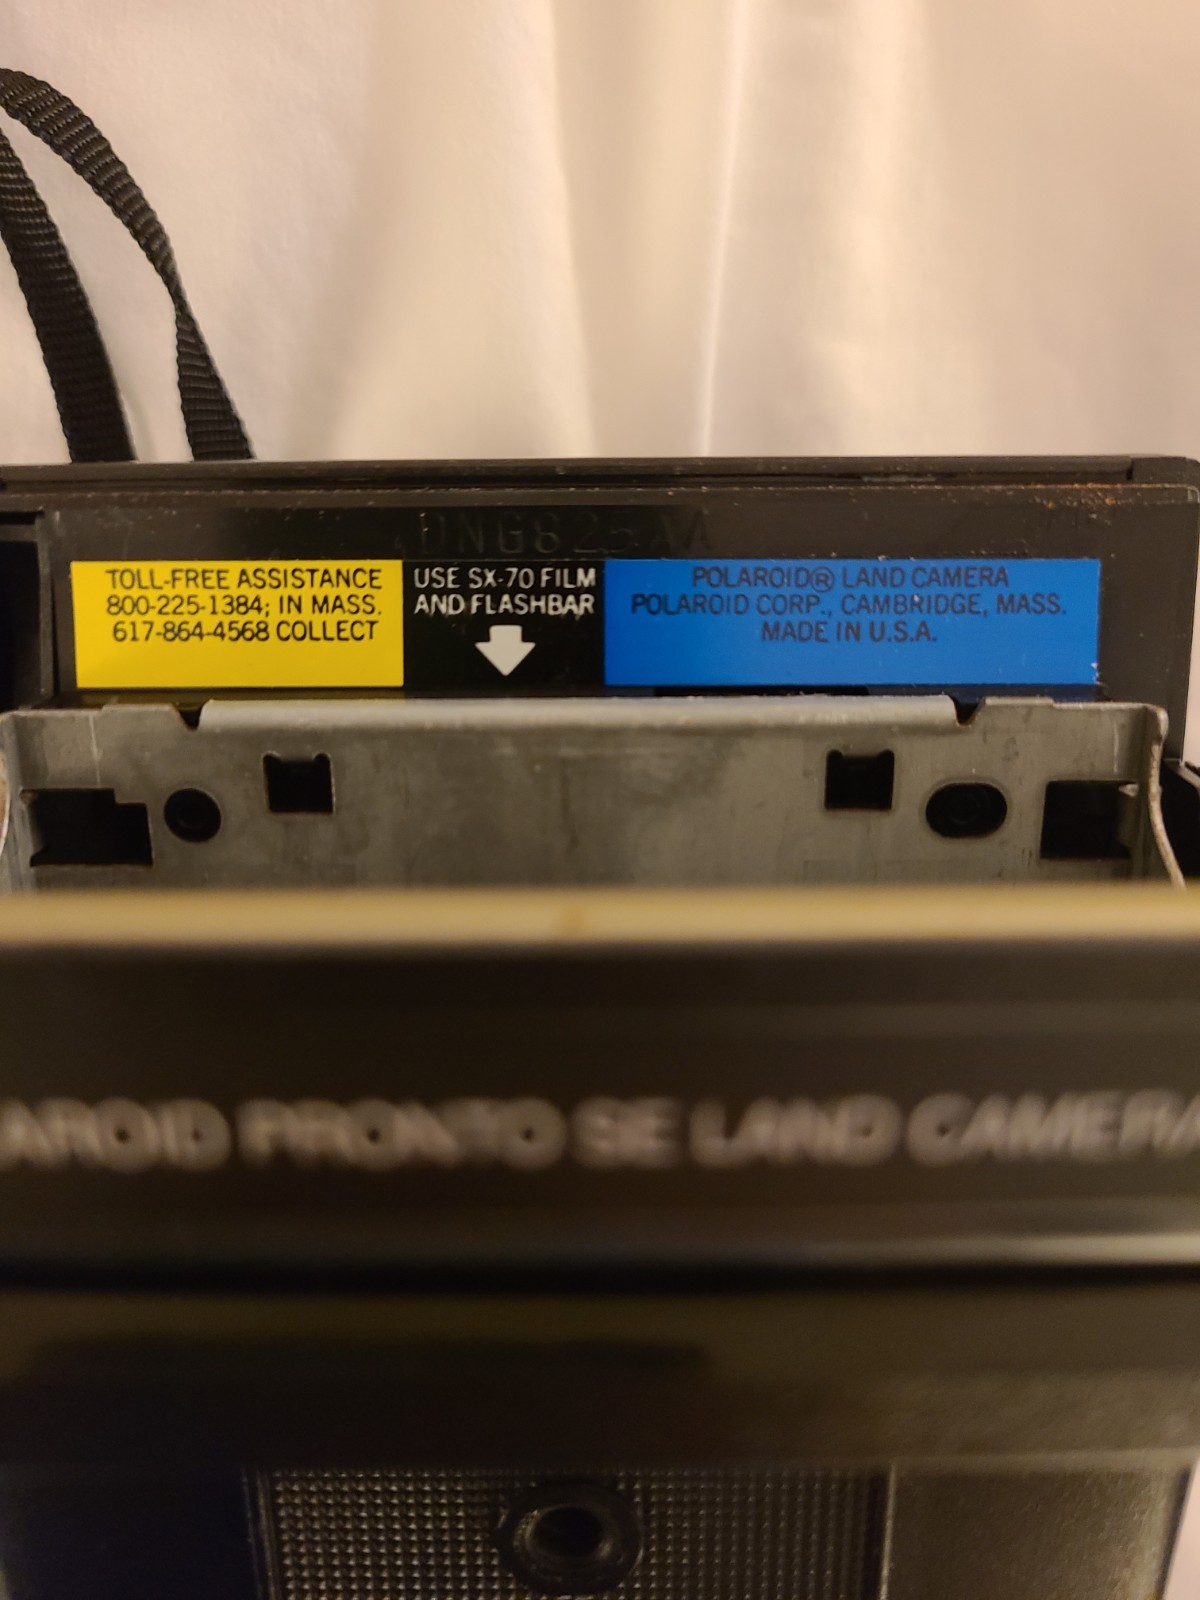 DNG825AA
TOLL-FREE ASSISTANCE
800-225-1384; IN MASS.
617-864-4568 COLLECT
USE SX-70 FILM
AND FLASHBAR
POLAROID® LAND CAMERA
POLAROID CORP., CAMBRIDGE, MASS.
MADE IN U.S.A.
AROID PRONTO SE LAND CAMERA